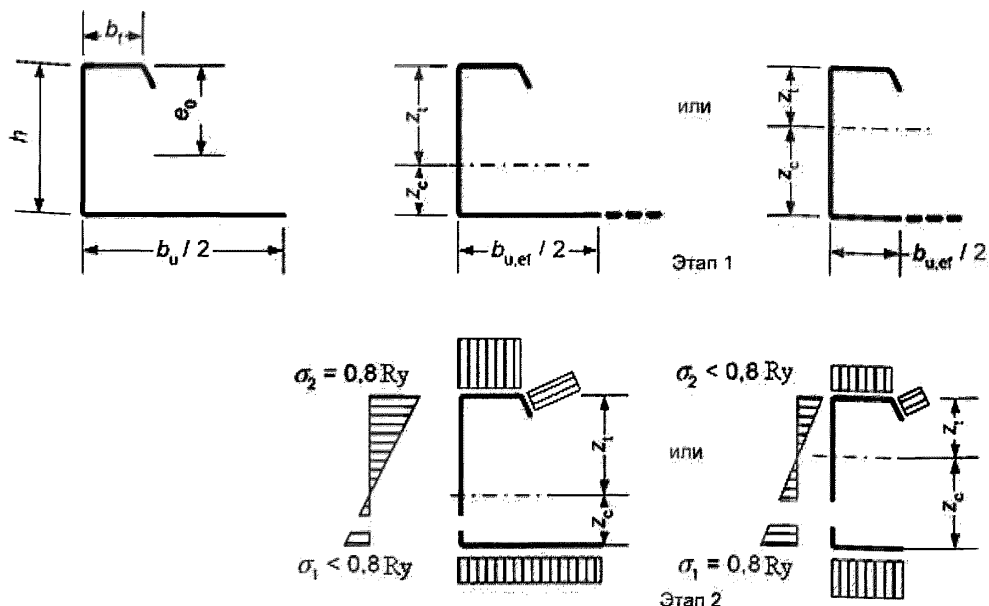 b_f
h
e_0
b_u / 2
z_t
z_c
b_{u,ef} / 2
или
Этап 1
z_t
z_c
b_{u,ef} / 2
σ_2 = 0,8 Ry
z_t
z_c
σ_1 < 0,8 Ry
или
Этап 2
σ_2 < 0,8 Ry
z_t
z_c
σ_1 = 0,8 Ry